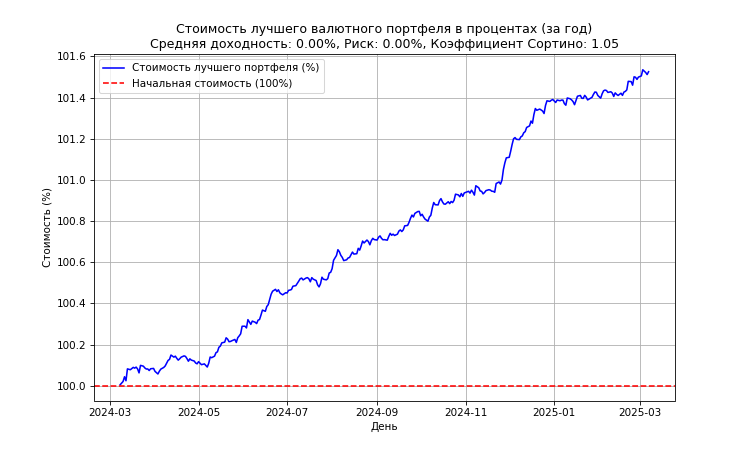 Стоимость лучшего валютного портфеля в процентах (за год)
Средняя доходность: 0.00%, Риск: 0.00%, Коэффициент Сортино: 1.05
Стоимость лучшего портфеля (%)
Начальная стоимость (100%)
Стоимость (%)
101.6
101.4
101.2
101.0
100.8
100.6
100.4
100.2
100.0
2024-03
2024-05
2024-07
2024-09
2024-11
2025-01
2025-03
День